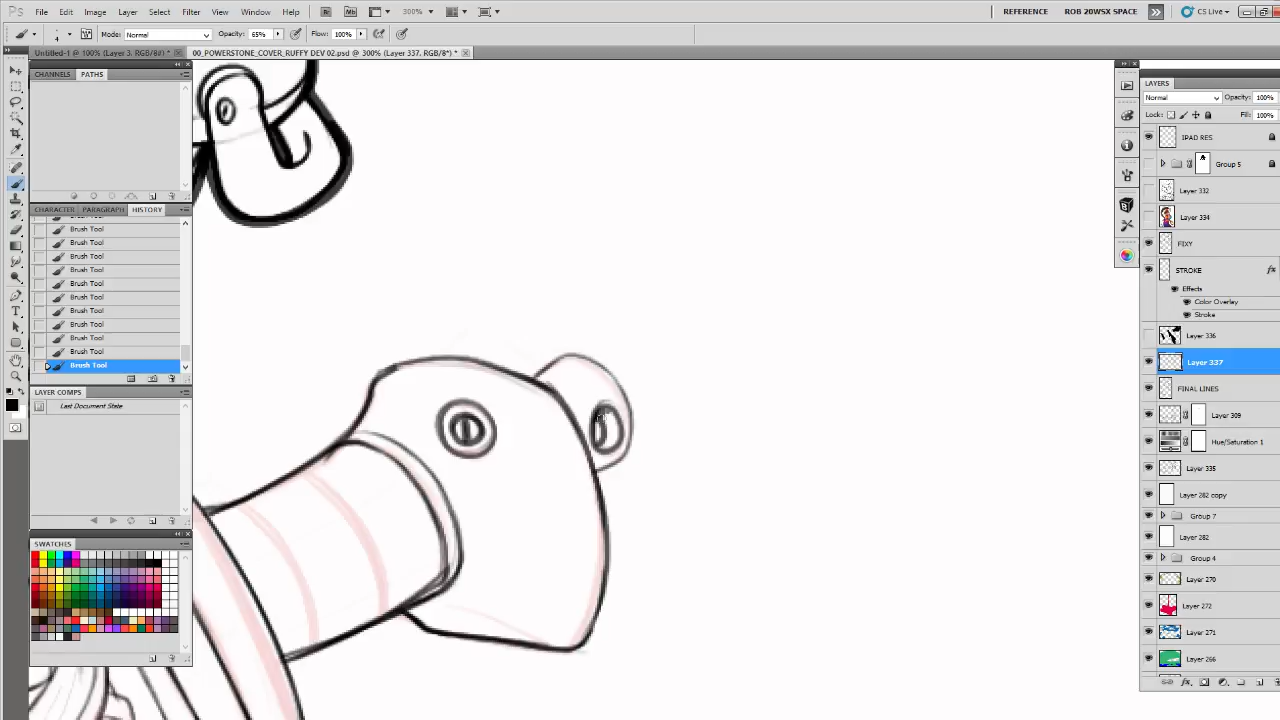 Ps File Edit Image Layer Select Filter View Window Help Br Mb 300% REFERENCE ROB 20WSX SPACE CS Live
4 Mode: Normal Opacity: 65% Flow: 100%
Untitled-1 @ 100% (Layer 3, RGB/8#) * 00_POWERSTONE_COVER_RUFFY DEV 02.psd @ 300% (Layer 337, RGB/8*) *
CHANNELS PATHS
CHARACTER PARAGRAPH HISTORY
Brush Tool
Brush Tool
Brush Tool
Brush Tool
Brush Tool
Brush Tool
Brush Tool
Brush Tool
Brush Tool
Brush Tool
Brush Tool
Brush Tool
LAYER COMPS
Last Document State
SWATCHES
LAYERS
Normal Opacity: 100%
Lock: Fill: 100%
IPAD RES
Group 5
Layer 332
Layer 334
FIXY
STROKE fx
Effects
Color Overlay
Stroke
Layer 336
Layer 337
FINAL LINES
Layer 309
Hue/Saturation 1
Layer 335
Layer 282 copy
Group 7
Layer 282
Group 4
Layer 270
Layer 272
Layer 271
Layer 266